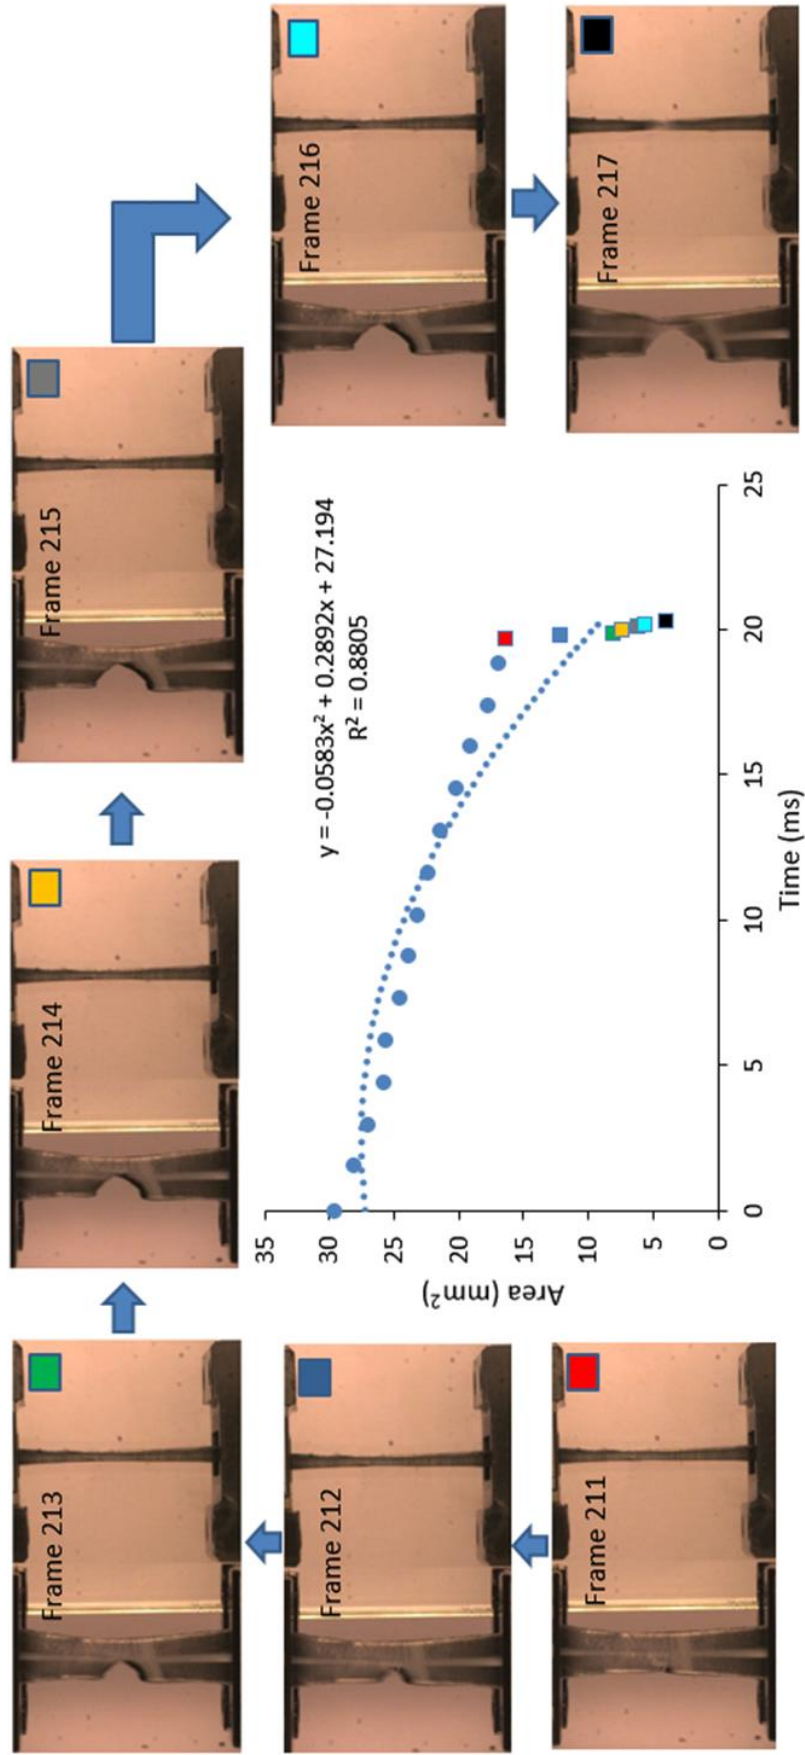 Frame 213
Frame 214
Frame 215
Frame 212
Frame 216
Frame 211
Frame 217
y = -0.0583x² + 0.2892x + 27.194
R² = 0.8805
Area (mm²)
35
30
25
20
15
10
5
0
0
5
10
15
20
25
Time (ms)